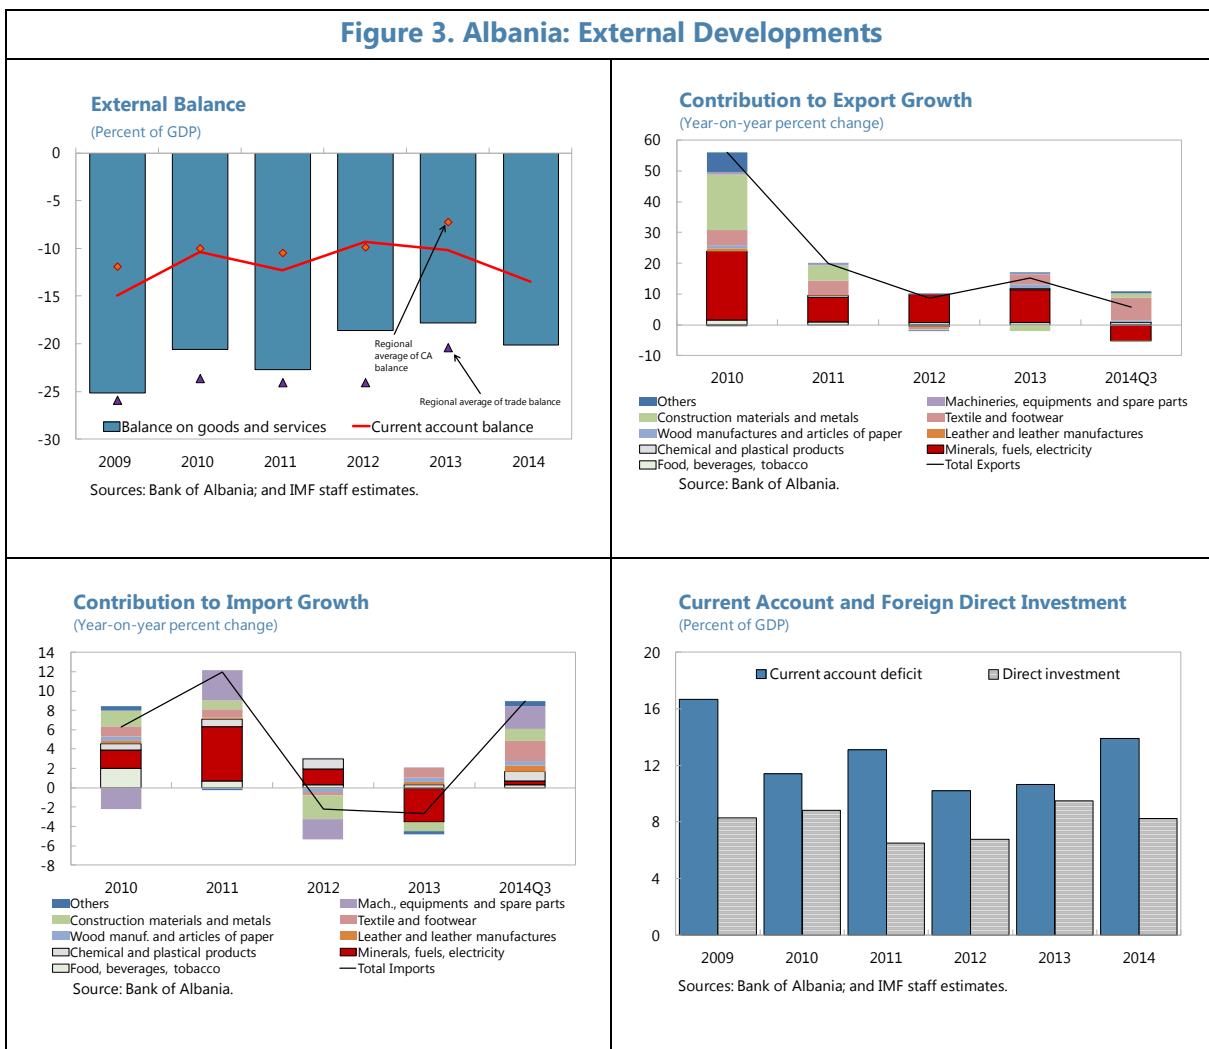 Figure 3. Albania: External Developments
External Balance
(Percent of GDP)
0
-5
-10
-15
-20
-25
-30
Regional
average of CA
balance
Regional average of trade balance
Balance on goods and services
Current account balance
2009 2010 2011 2012 2013 2014
Sources: Bank of Albania; and IMF staff estimates.
Contribution to Export Growth
(Year-on-year percent change)
60
50
40
30
20
10
0
-10
2010 2011 2012 2013 2014Q3
Others
Machineries, equipments and spare parts
Construction materials and metals
Textile and footwear
Wood manufactures and articles of paper
Leather and leather manufactures
Chemical and plastical products
Minerals, fuels, electricity
Food, beverages, tobacco
Total Exports
Source: Bank of Albania.
Contribution to Import Growth
(Year-on-year percent change)
14
12
10
8
6
4
2
0
-2
-4
-6
-8
2010 2011 2012 2013 2014Q3
Others
Mach., equipments and spare parts
Construction materials and metals
Textile and footwear
Wood manuf. and articles of paper
Leather and leather manufactures
Chemical and plastical products
Minerals, fuels, electricity
Food, beverages, tobacco
Total Imports
Source: Bank of Albania.
Current Account and Foreign Direct Investment
(Percent of GDP)
20
16
12
8
4
0
Current account deficit
Direct investment
2009 2010 2011 2012 2013 2014
Sources: Bank of Albania; and IMF staff estimates.